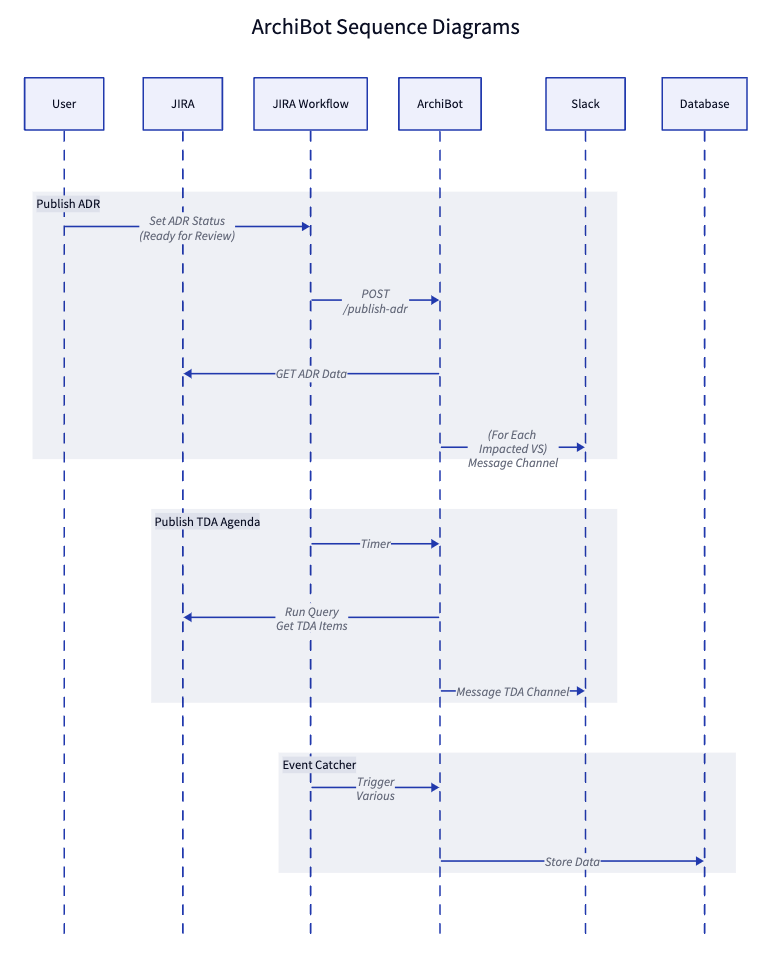 ArchiBot Sequence Diagrams
User
JIRA
JIRA Workflow
ArchiBot
Slack
Database
Publish ADR
Set ADR Status
(Ready for Review)
POST
/publish-adr
GET ADR Data
(For Each
Impacted VS)
Message Channel
Publish TDA Agenda
Timer
Run Query
Get TDA Items
Message TDA Channel
Event Catcher
Trigger
Various
Store Data